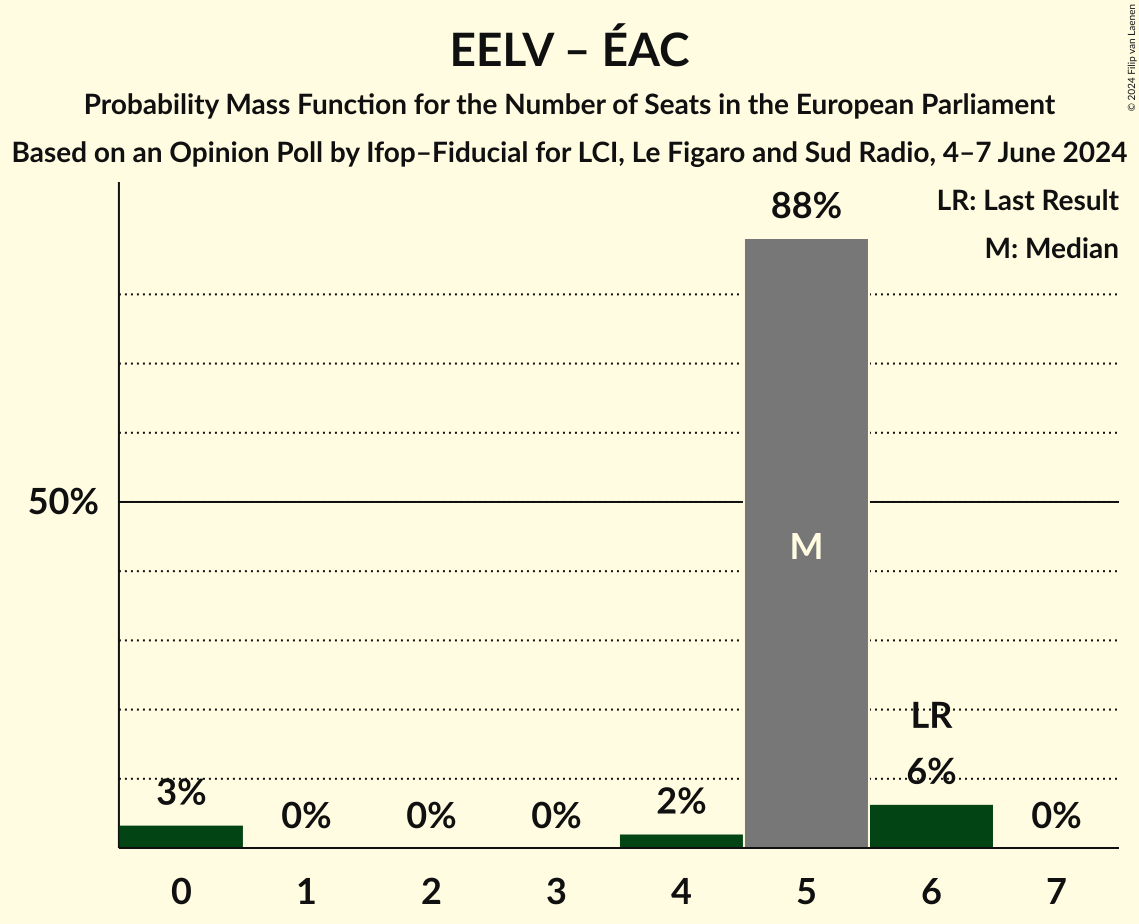 EELV – ÉAC
Probability Mass Function for the Number of Seats in the European Parliament
Based on an Opinion Poll by Ifop–Fiducial for LCI, Le Figaro and Sud Radio, 4–7 June 2024
© 2024 Filip van Laenen
LR: Last Result
M: Median
88%
50%
M
LR
3%
0%
0%
0%
2%
6%
0%
0
1
2
3
4
5
6
7